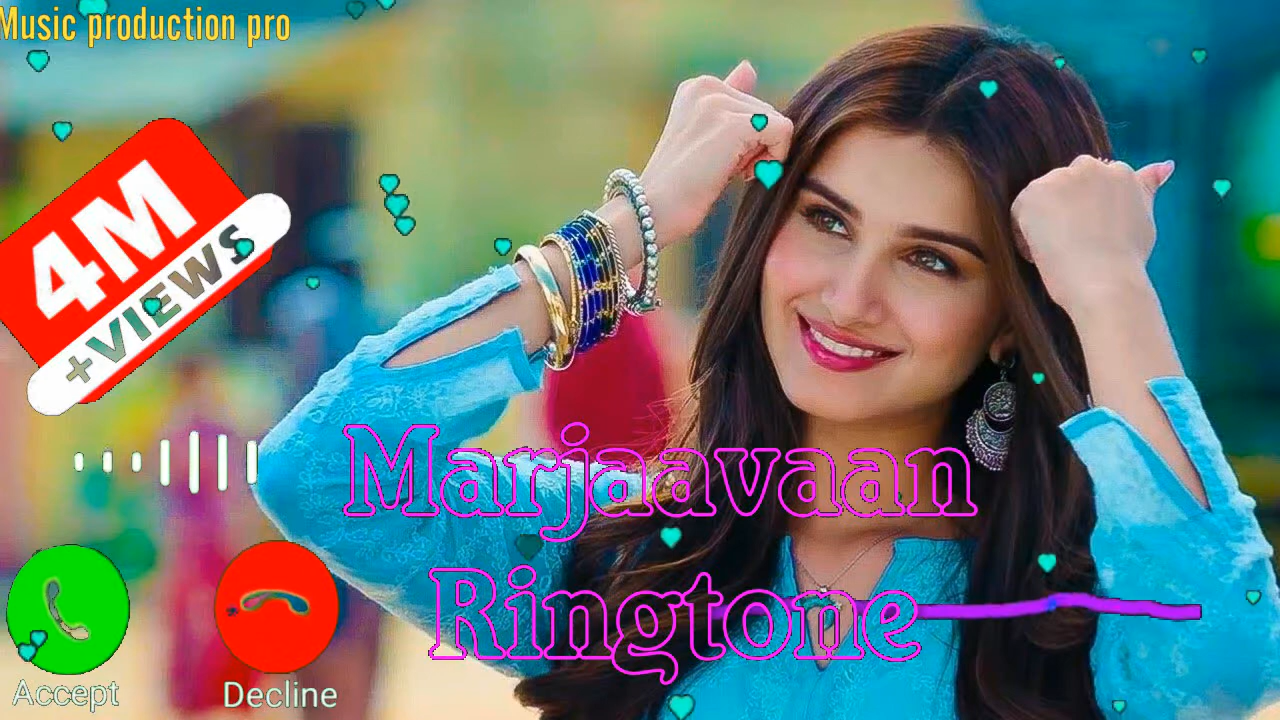 Music production pro
4M
+VIEWS
Marjaavaan
Ringtone
Accept
Decline